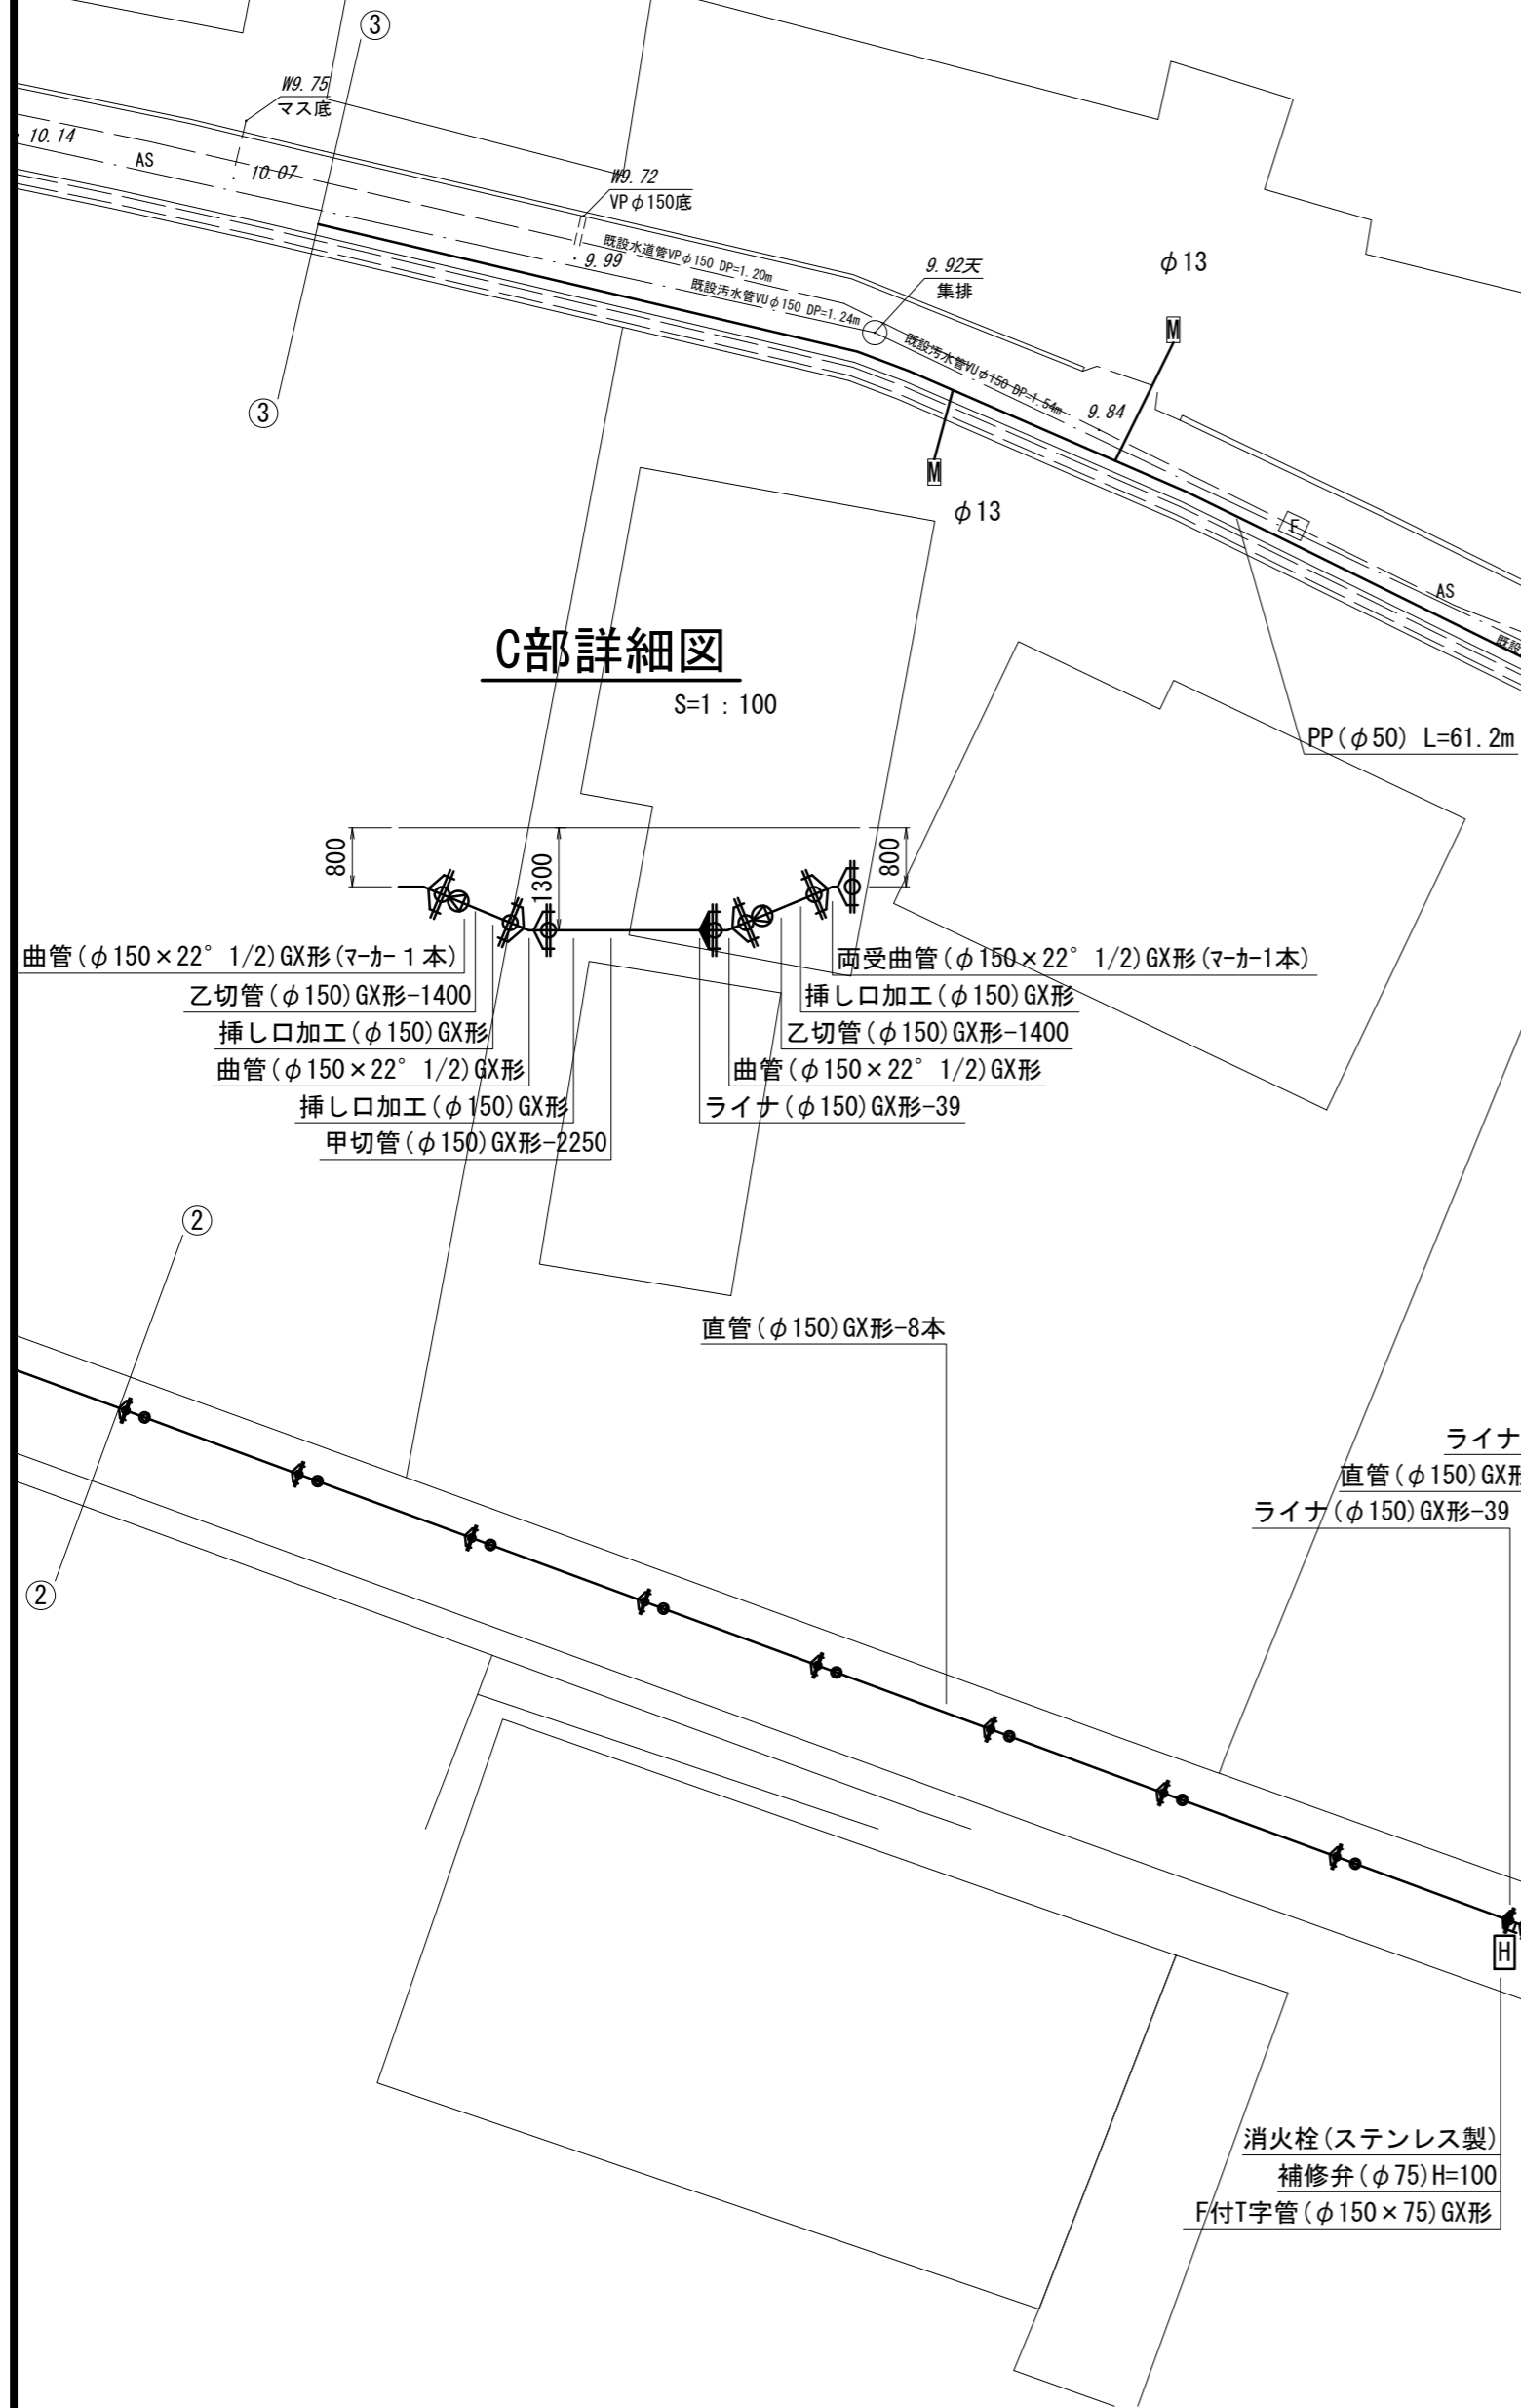 ③
W9.75
マス底
10.14
AS
10.07
W9.72
VPφ150底
既設水道管VPφ150 DP=1.20m
9.99
既設汚水管VUφ150 DP=1.24m
9.92天
集排
φ13
M
既設汚水管VUφ150 DP=1.54m
9.84
③
M
φ13
F
AS
既設
C部詳細図
S=1:100
PP(φ50) L=61.2m
800
1300
800
曲管(φ150×22°1/2)GX形(マーカー1本)
両受曲管(φ150×22°1/2)GX形(マーカー1本)
乙切管(φ150)GX形-1400
挿し口加工(φ150)GX形
挿し口加工(φ150)GX形
乙切管(φ150)GX形-1400
曲管(φ150×22°1/2)GX形
曲管(φ150×22°1/2)GX形
挿し口加工(φ150)GX形
ライナ(φ150)GX形-39
甲切管(φ150)GX形-2250
②
直管(φ150)GX形-8本
ライナ
直管(φ150)GX形
ライナ(φ150)GX形-39
②
H
消火栓(ステンレス製)
補修弁(φ75)H=100
F付T字管(φ150×75)GX形